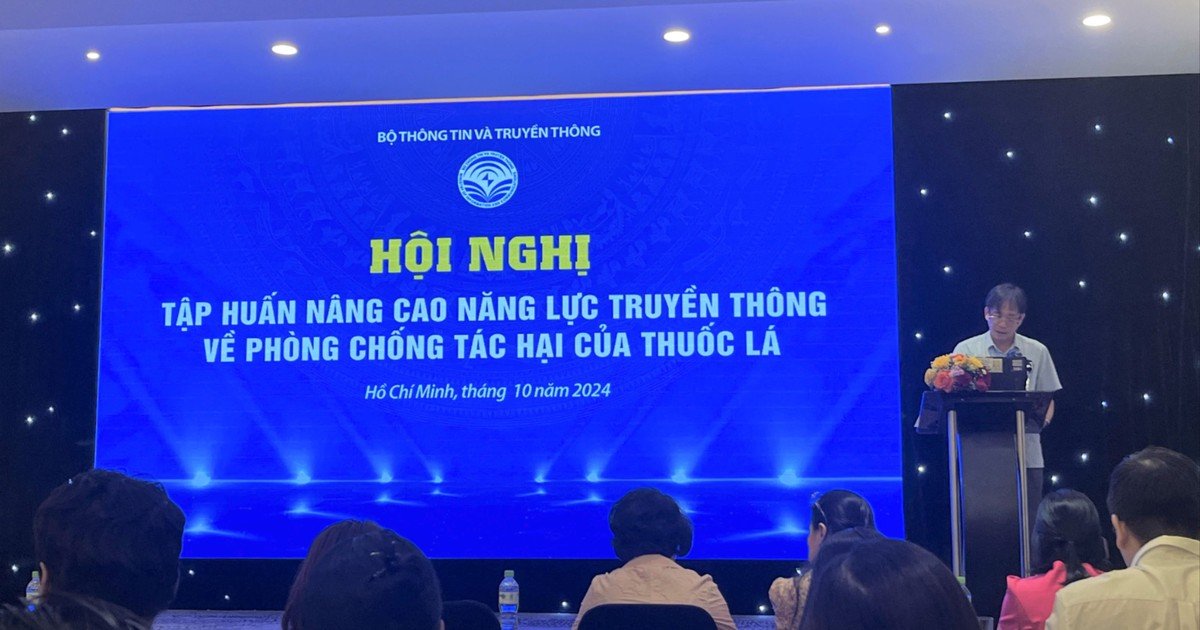 BỘ THÔNG TIN VÀ TRUYỀN THÔNG
HỘI NGHỊ
TẬP HUẤN NÂNG CAO NĂNG LỰC TRUYỀN THÔNG
VỀ PHÒNG CHỐNG TÁC HẠI CỦA THUỐC LÁ
Hồ Chí Minh, tháng 10 năm 2024